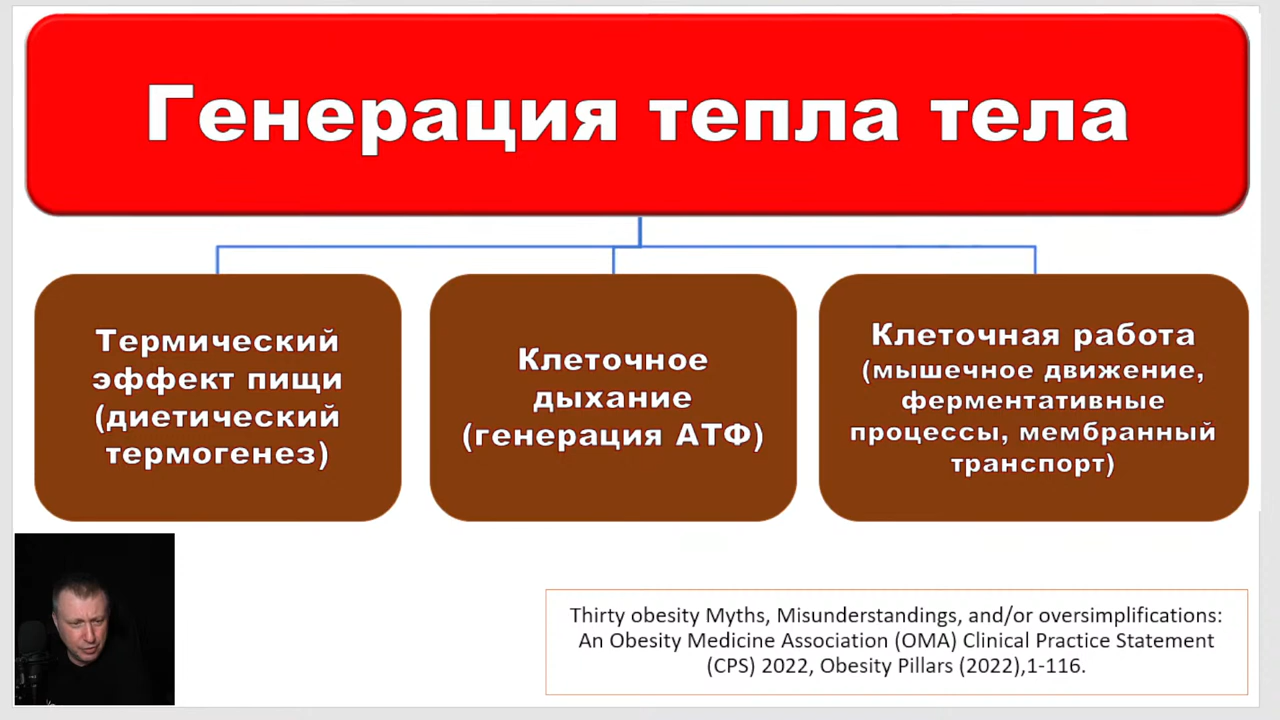 Генерация тепла тела
Термический
эффект пищи
(диетический
термогенез)
Клеточное
дыхание
(генерация АТФ)
Клеточная работа
(мышечное движение,
ферментативные
процессы, мембранный
транспорт)
Thirty obesity Myths, Misunderstandings, and/or oversimplifications:
An Obesity Medicine Association (OMA) Clinical Practice Statement
(CPS) 2022, Obesity Pillars (2022),1-116.